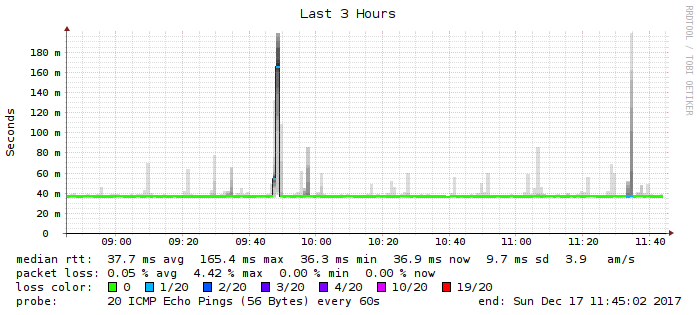 Last 3 Hours
RRDTOOL / TOBI OETIKER
Seconds
180 m
160 m
140 m
120 m
100 m
80 m
60 m
40 m
20 m
0
09:00 09:20 09:40 10:00 10:20 10:40 11:00 11:20 11:40
median rtt: 37.7 ms avg 165.4 ms max 36.3 ms min 36.9 ms now 9.7 ms sd 3.9 am/s
packet loss: 0.05 % avg 4.42 % max 0.00 % min 0.00 % now
loss color: 0 1/20 2/20 3/20 4/20 10/20 19/20
probe: 20 ICMP Echo Pings (56 Bytes) every 60s end: Sun Dec 17 11:45:02 2017